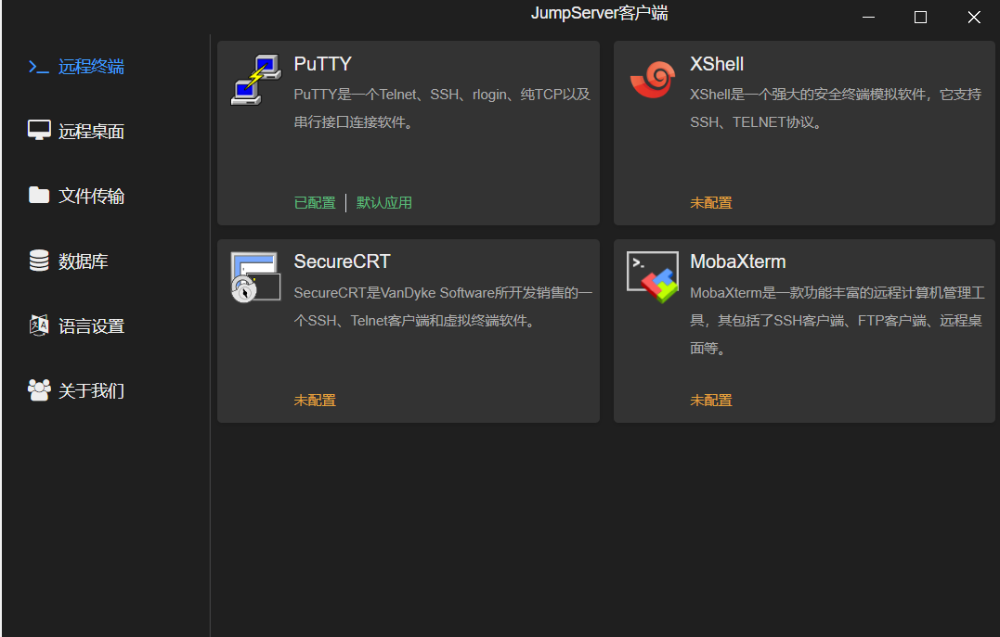 JumpServer客户端
远程终端
远程桌面
文件传输
数据库
语言设置
关于我们
PuTTY
PuTTY是一个Telnet、SSH、rlogin、纯TCP以及
串行接口连接软件。
已配置 | 默认应用
XShell
XShell是一个强大的安全终端模拟软件，它支持
SSH、TELNET协议。
未配置
SecureCRT
SecureCRT是VanDyke Software所开发销售的一
个SSH、Telnet客户端和虚拟终端软件。
未配置
MobaXterm
MobaXterm是一款功能丰富的远程计算机管理工
具，其包括了SSH客户端、FTP客户端、远程桌
面等。
未配置